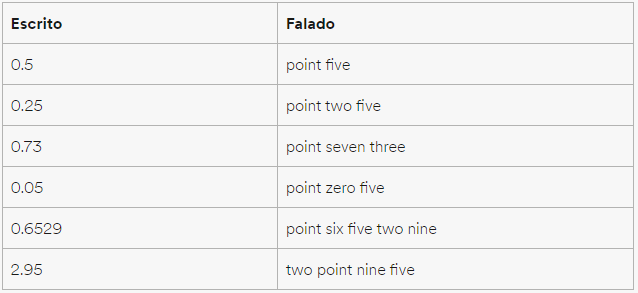 Escrito Falado
0.5 point five
0.25 point two five
0.73 point seven three
0.05 point zero five
0.6529 point six five two nine
2.95 two point nine five